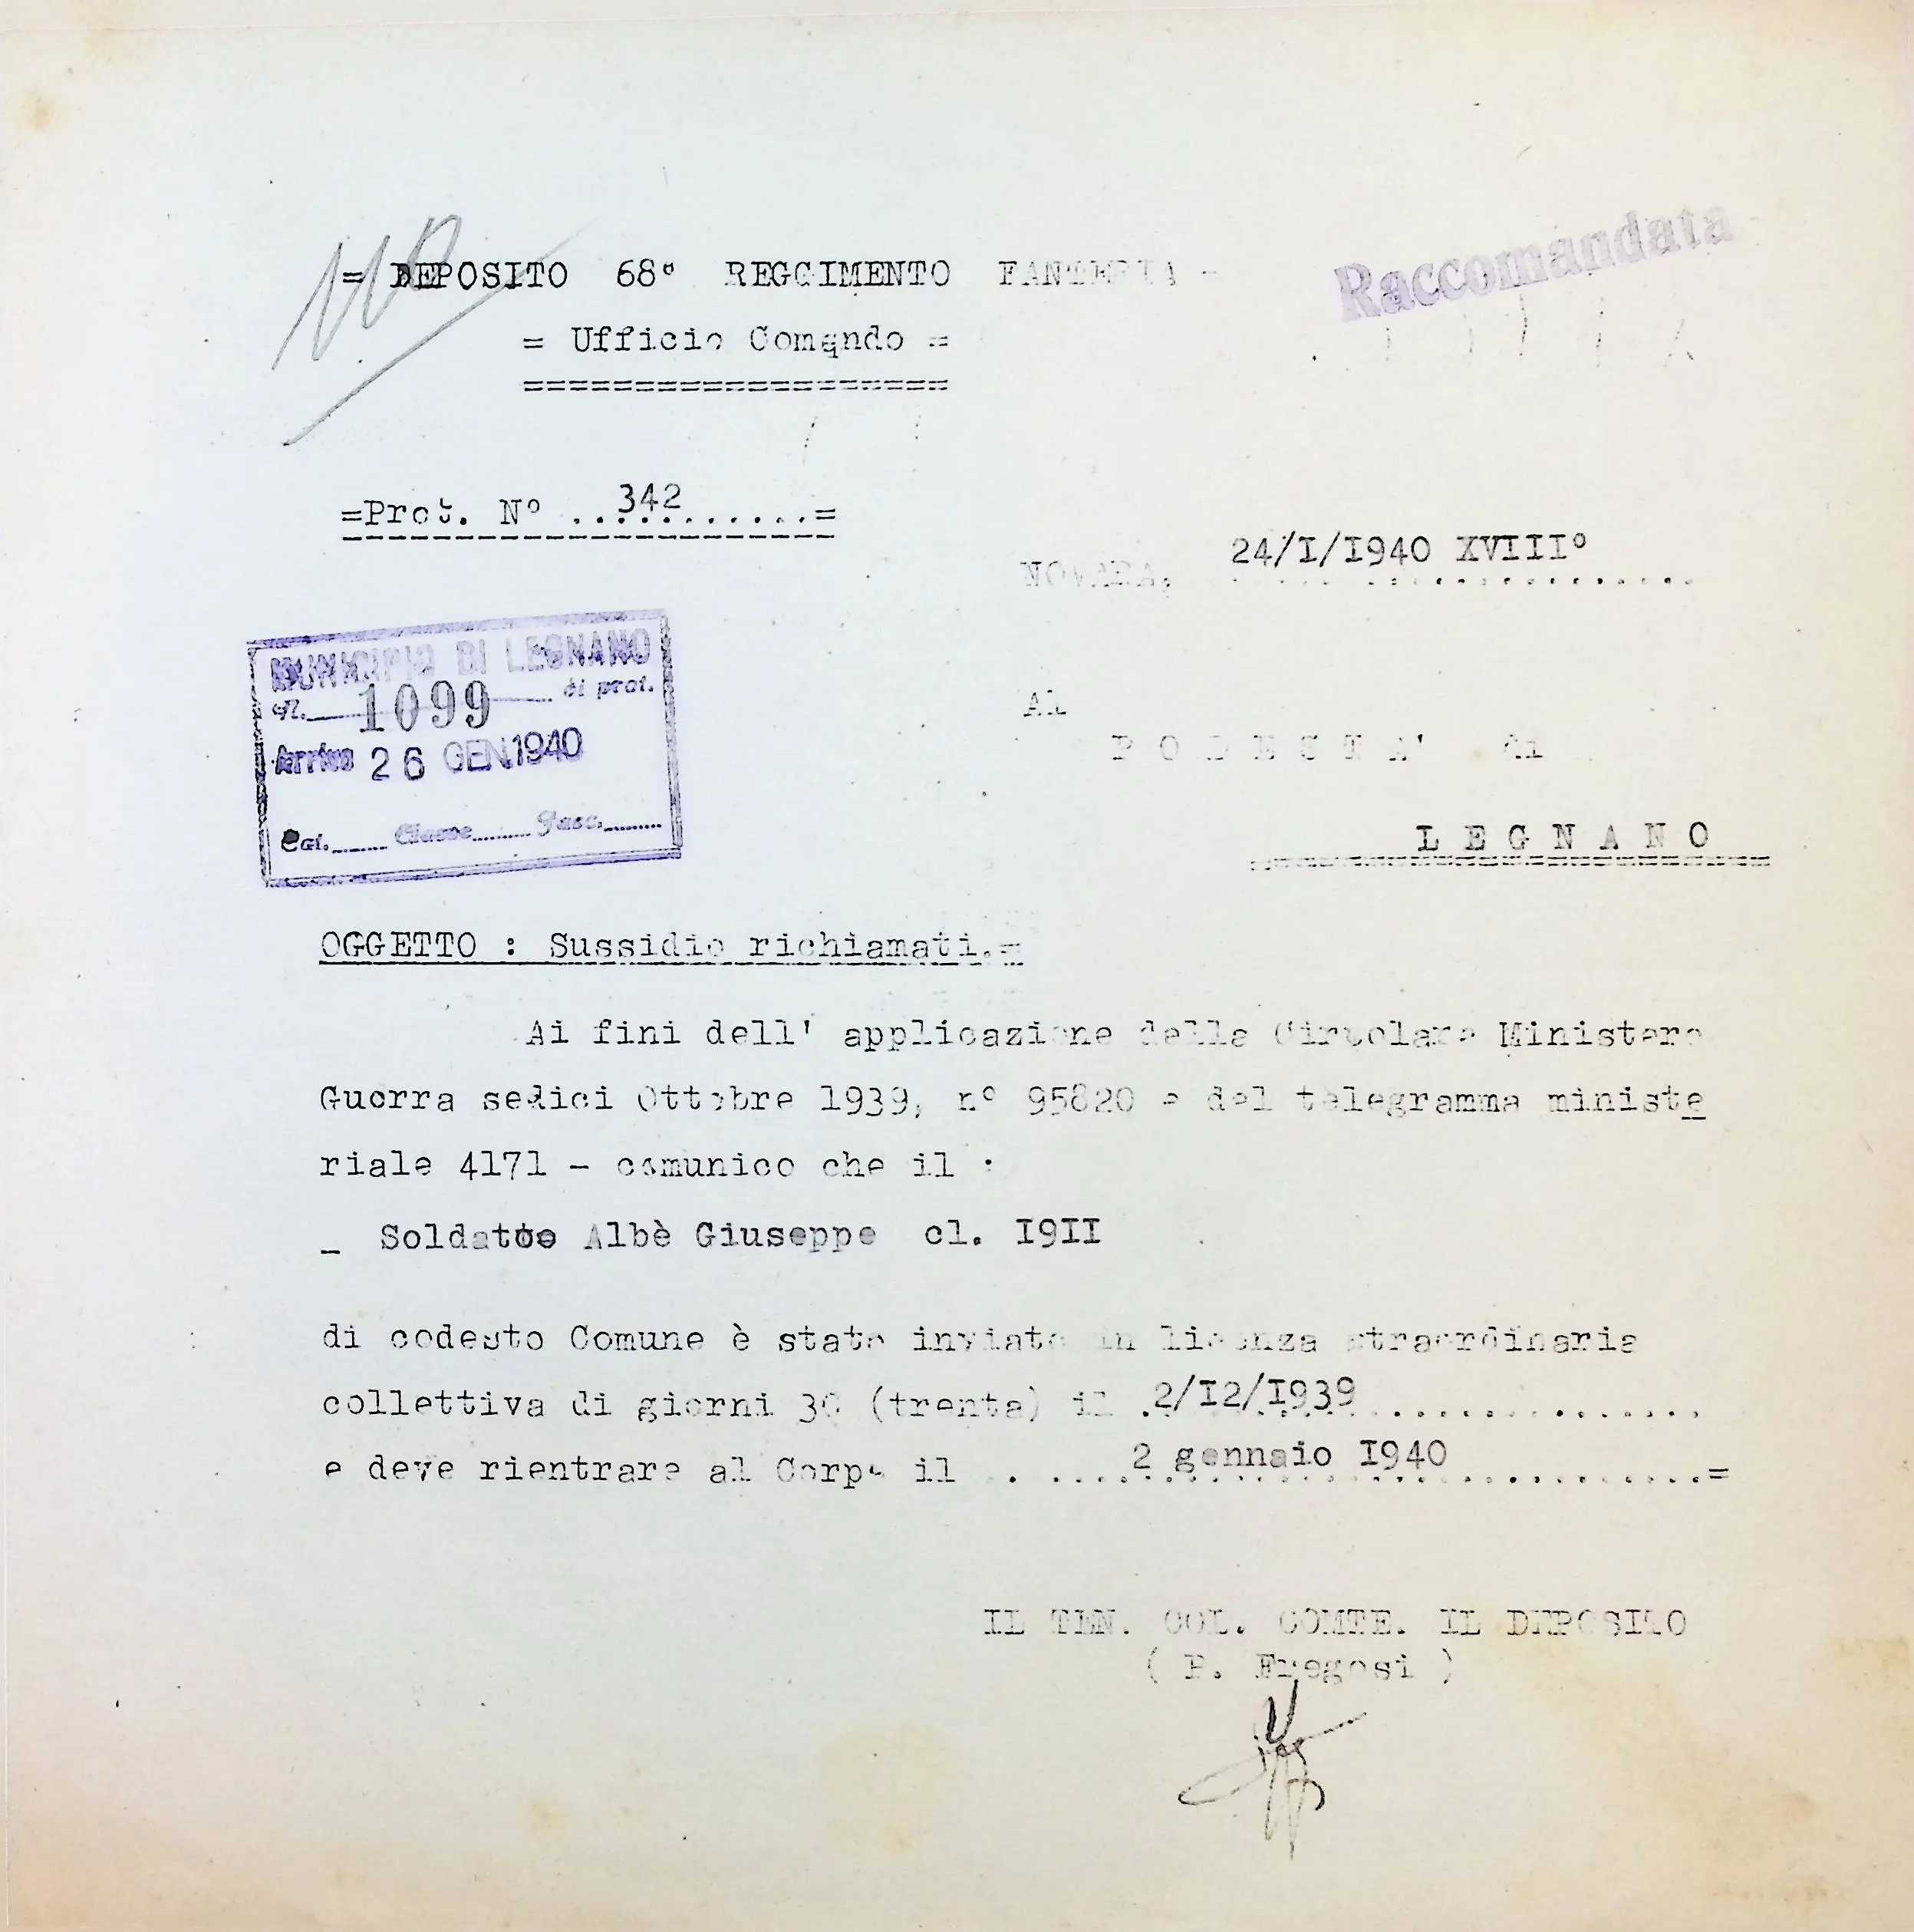 = DEPOSITO 68° REGGIMENTO FANTERIA =
Raccomandata
= Ufficio Comando =
===================
=Prot. N° ...342........=
24/I/I940 XVIII°
NOVARA, ....................
MUNICIPIO DI LEGNANO
N. 1099 di prot.
Arrivo 26 GEN.1940
Cat. Classe Fasc.
Al
P O D E S T A' di
L E G N A N O
OGGETTO : Sussidio richiamati.=
Ai fini dell' applicazione della Circolare Ministero
Guerra sedici Ottobre 1939, n° 95820 e del telegramma ministe
riale 4171 - comunico che il :
_ Soldato Albè Giuseppe cl. I9II
di codesto Comune è stato inviato in licenza straordinaria
collettiva di giorni 30 (trenta) il .2/I2/I939...............
e deve rientrare al Corpo il .....2 gennaio I940............=
IL TEN. COL. COMTE. IL DEPOSITO
( P. Fregosi )